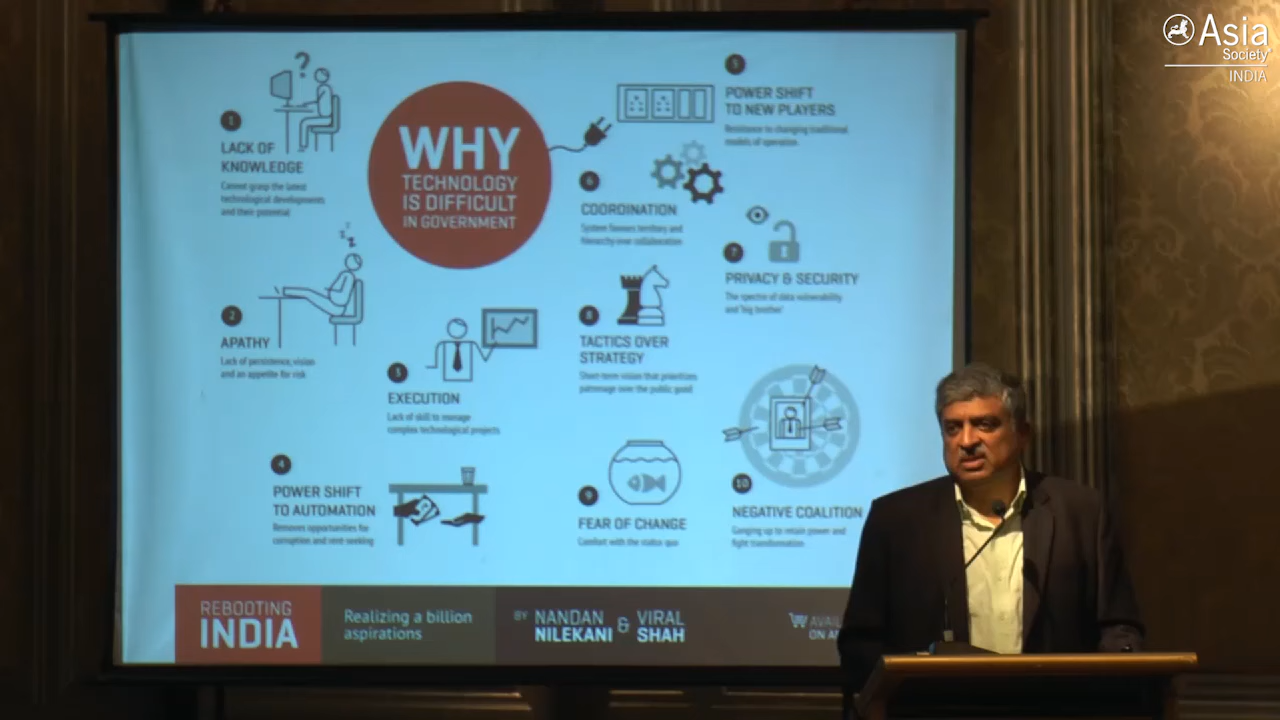 Asia
Society
INDIA
WHY
TECHNOLOGY
IS DIFFICULT
IN GOVERNMENT
?
1
LACK OF
KNOWLEDGE
Cannot grasp the latest
technological developments
and their potential
z z z
2
APATHY
Lack of persistence, vision
and an appetite for risk
3
EXECUTION
Lack of skill to manage
complex technological projects
4
POWER SHIFT
TO AUTOMATION
Removes opportunities for
corruption and rent-seeking
5
POWER SHIFT
TO NEW PLAYERS
Resistance to changing traditional
models of operation
6
COORDINATION
System favours territory and
hierarchy over collaboration
7
PRIVACY & SECURITY
The spectre of data vulnerability
and 'big brother'
8
TACTICS OVER
STRATEGY
Short-term vision that prioritizes
patronage over the public good
9
FEAR OF CHANGE
Comfort with the status quo
10
NEGATIVE COALITION
Ganging up to retain power and
fight transformation
REBOOTING
INDIA
Realizing a billion
aspirations
BY NANDAN NILEKANI & VIRAL SHAH
AVAIL
ON AM